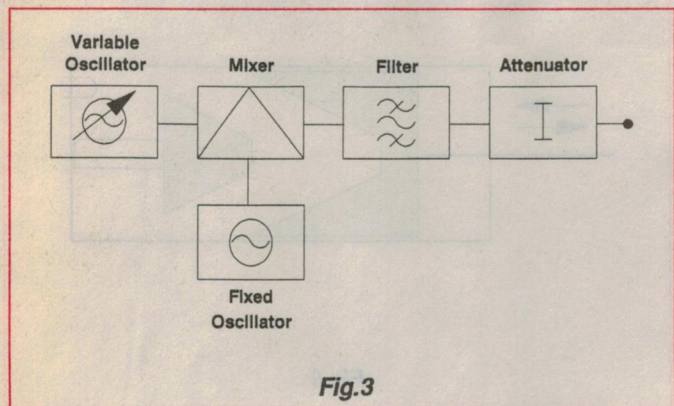 Variable
Oscillator
Mixer
Filter
Attenuator
Fixed
Oscillator
Fig.3